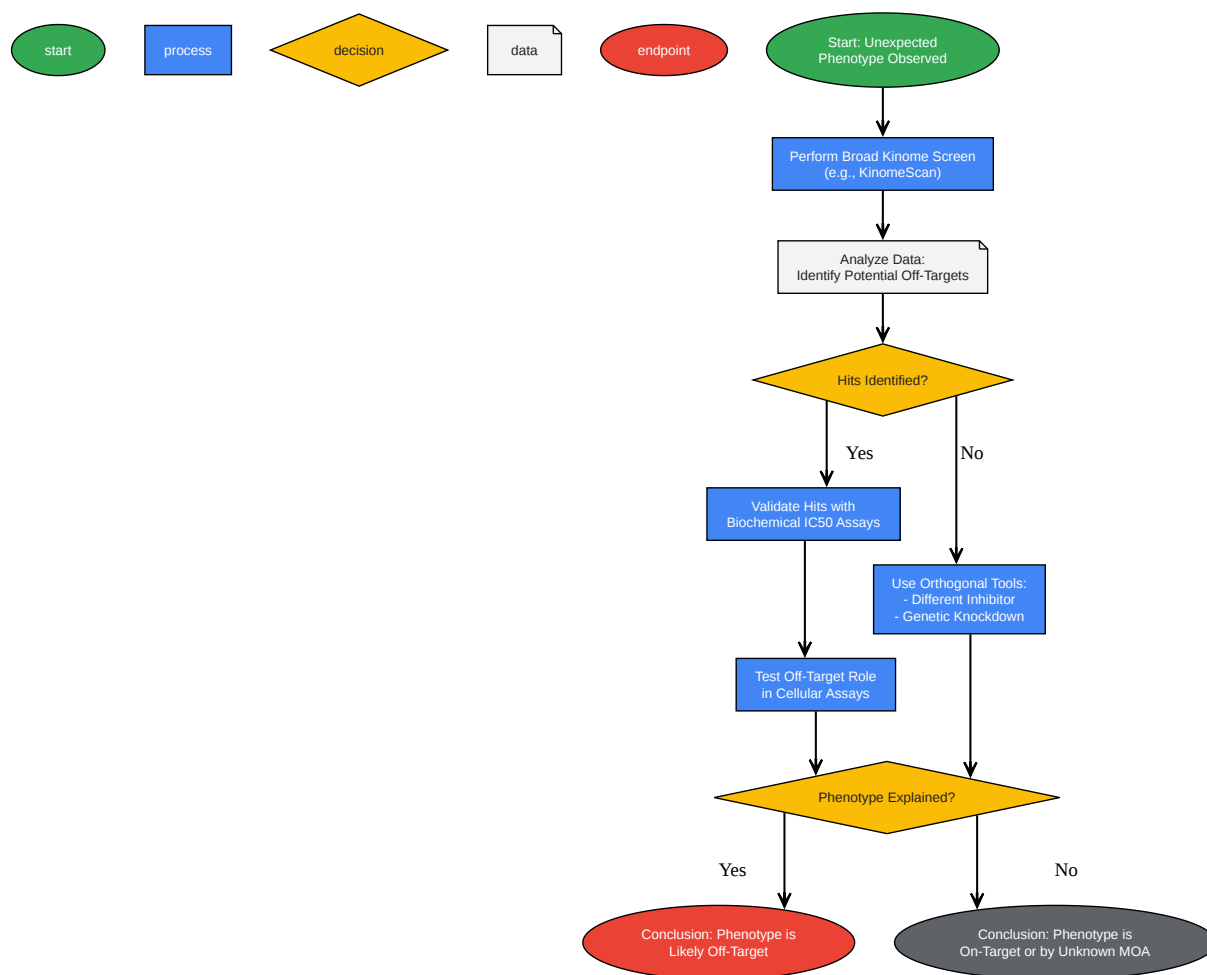 start
process
decision
data
endpoint
Start: Unexpected
Phenotype Observed
Perform Broad Kinome Screen
(e.g., KinomeScan)
Analyze Data:
Identify Potential Off-Targets
Hits Identified?
Yes
No
Validate Hits with
Biochemical IC50 Assays
Use Orthogonal Tools:
- Different Inhibitor
- Genetic Knockdown
Test Off-Target Role
in Cellular Assays
Phenotype Explained?
Yes
No
Conclusion: Phenotype is
Likely Off-Target
Conclusion: Phenotype is
On-Target or by Unknown MOA